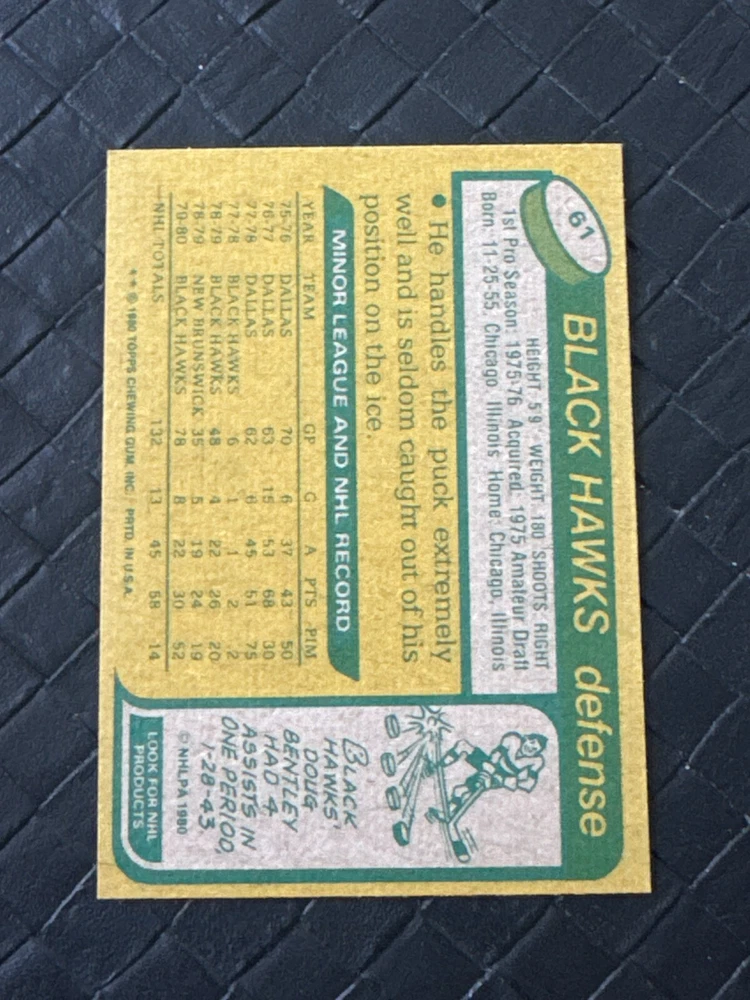 61
BLACK HAWKS defense
HEIGHT 5'9 WEIGHT 180 SHOOTS RIGHT
1st Pro Season: 1975-76 Acquired: 1975 Amateur Draft
Born 11-25-55, Chicago, Illinois Home: Chicago, Illinois
• He handles the puck extremely
well and is seldom caught out of his
position on the ice.
MINOR LEAGUE AND NHL RECORD
YEAR TEAM GP G A PTS PIM
75-76 DALLAS 70 6 37 43 50
76-77 DALLAS 63 15 53 68 30
77-78 DALLAS 62 6 45 51 75
77-78 BLACK HAWKS 6 1 1 2 2
78-79 BLACK HAWKS 48 4 22 26 20
78-79 NEW BRUNSWICK 35 5 19 24 19
79-80 BLACK HAWKS 78 8 22 30 52
NHL TOTALS 132 13 45 58 14
** © 1980 TOPPS CHEWING GUM, INC. PRTD. IN U.S.A.
BLACK
HAWKS'
DOUG
BENTLEY
HAD 4
ASSISTS IN
ONE PERIOD,
1-28-43
© NHLPA 1980
LOOK FOR NHL
PRODUCTS